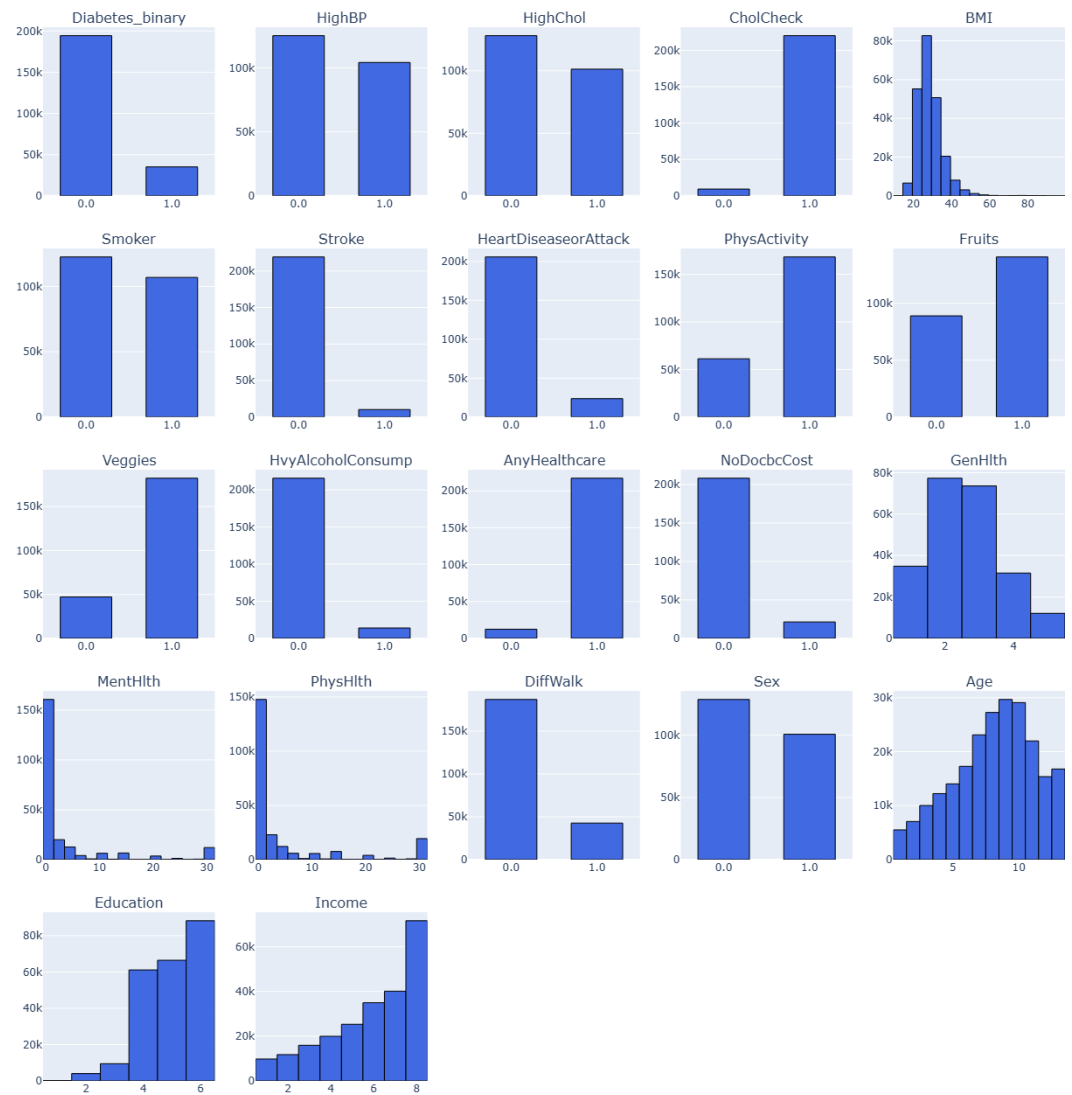 Diabetes_binary HighBP HighChol CholCheck BMI
200k
150k
100k
50k
0
0.0 1.0
100k
50k
0
0.0 1.0
100k
50k
0
0.0 1.0
200k
150k
100k
50k
0
0.0 1.0
80k
60k
40k
20k
0
20 40 60 80
Smoker Stroke HeartDiseaseorAttack PhysActivity Fruits
100k
50k
0
0.0 1.0
200k
150k
100k
50k
0
0.0 1.0
200k
150k
100k
50k
0
0.0 1.0
150k
100k
50k
0
0.0 1.0
100k
50k
0
0.0 1.0
Veggies HvyAlcoholConsump AnyHealthcare NoDocbcCost GenHlth
150k
100k
50k
0
0.0 1.0
200k
150k
100k
50k
0
0.0 1.0
200k
150k
100k
50k
0
0.0 1.0
200k
150k
100k
50k
0
0.0 1.0
80k
60k
40k
20k
0
2 4
MentHlth PhysHlth DiffWalk Sex Age
150k
100k
50k
0
0 10 20 30
150k
100k
50k
0
0 10 20 30
150k
100k
50k
0
0.0 1.0
100k
50k
0
0.0 1.0
30k
20k
10k
0
5 10
Education Income
80k
60k
40k
20k
0
2 4 6
60k
40k
20k
0
2 4 6 8